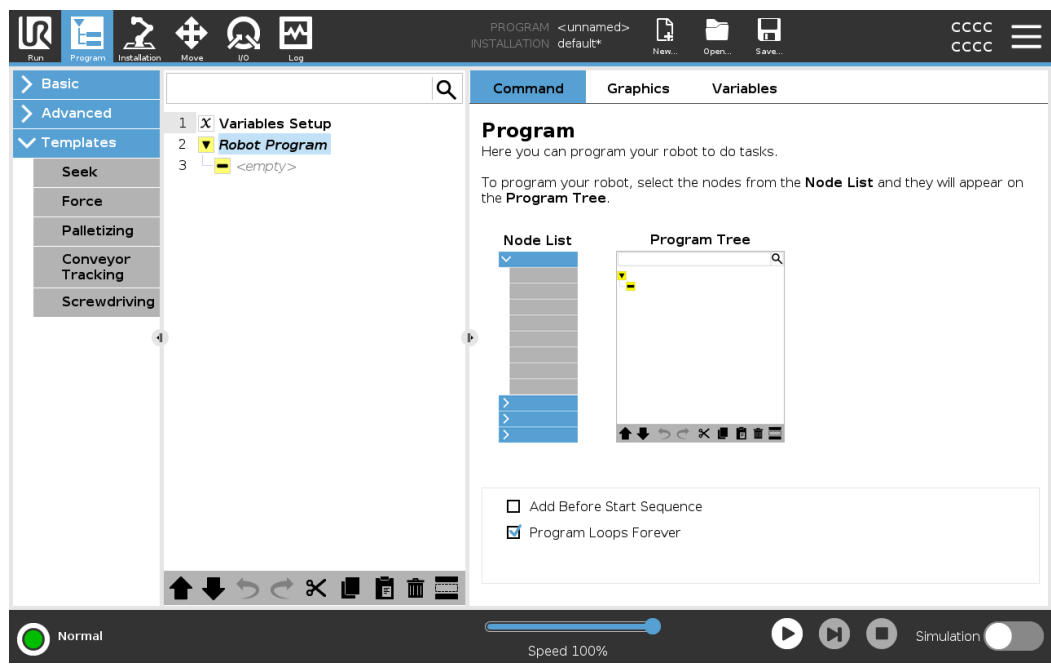 PROGRAM <unnamed>
INSTALLATION default*
CCCC
CCCC
Run Program Installation Move I/O Log New... Open... Save...
Basic
Advanced
Templates
Seek
Force
Palletizing
Conveyor
Tracking
Screwdriving
1 X Variables Setup
2 Robot Program
3 <empty>
Command Graphics Variables
Program
Here you can program your robot to do tasks.
To program your robot, select the nodes from the Node List and they will appear on
the Program Tree.
Node List Program Tree
Add Before Start Sequence
Program Loops Forever
Normal
Speed 100%
Simulation